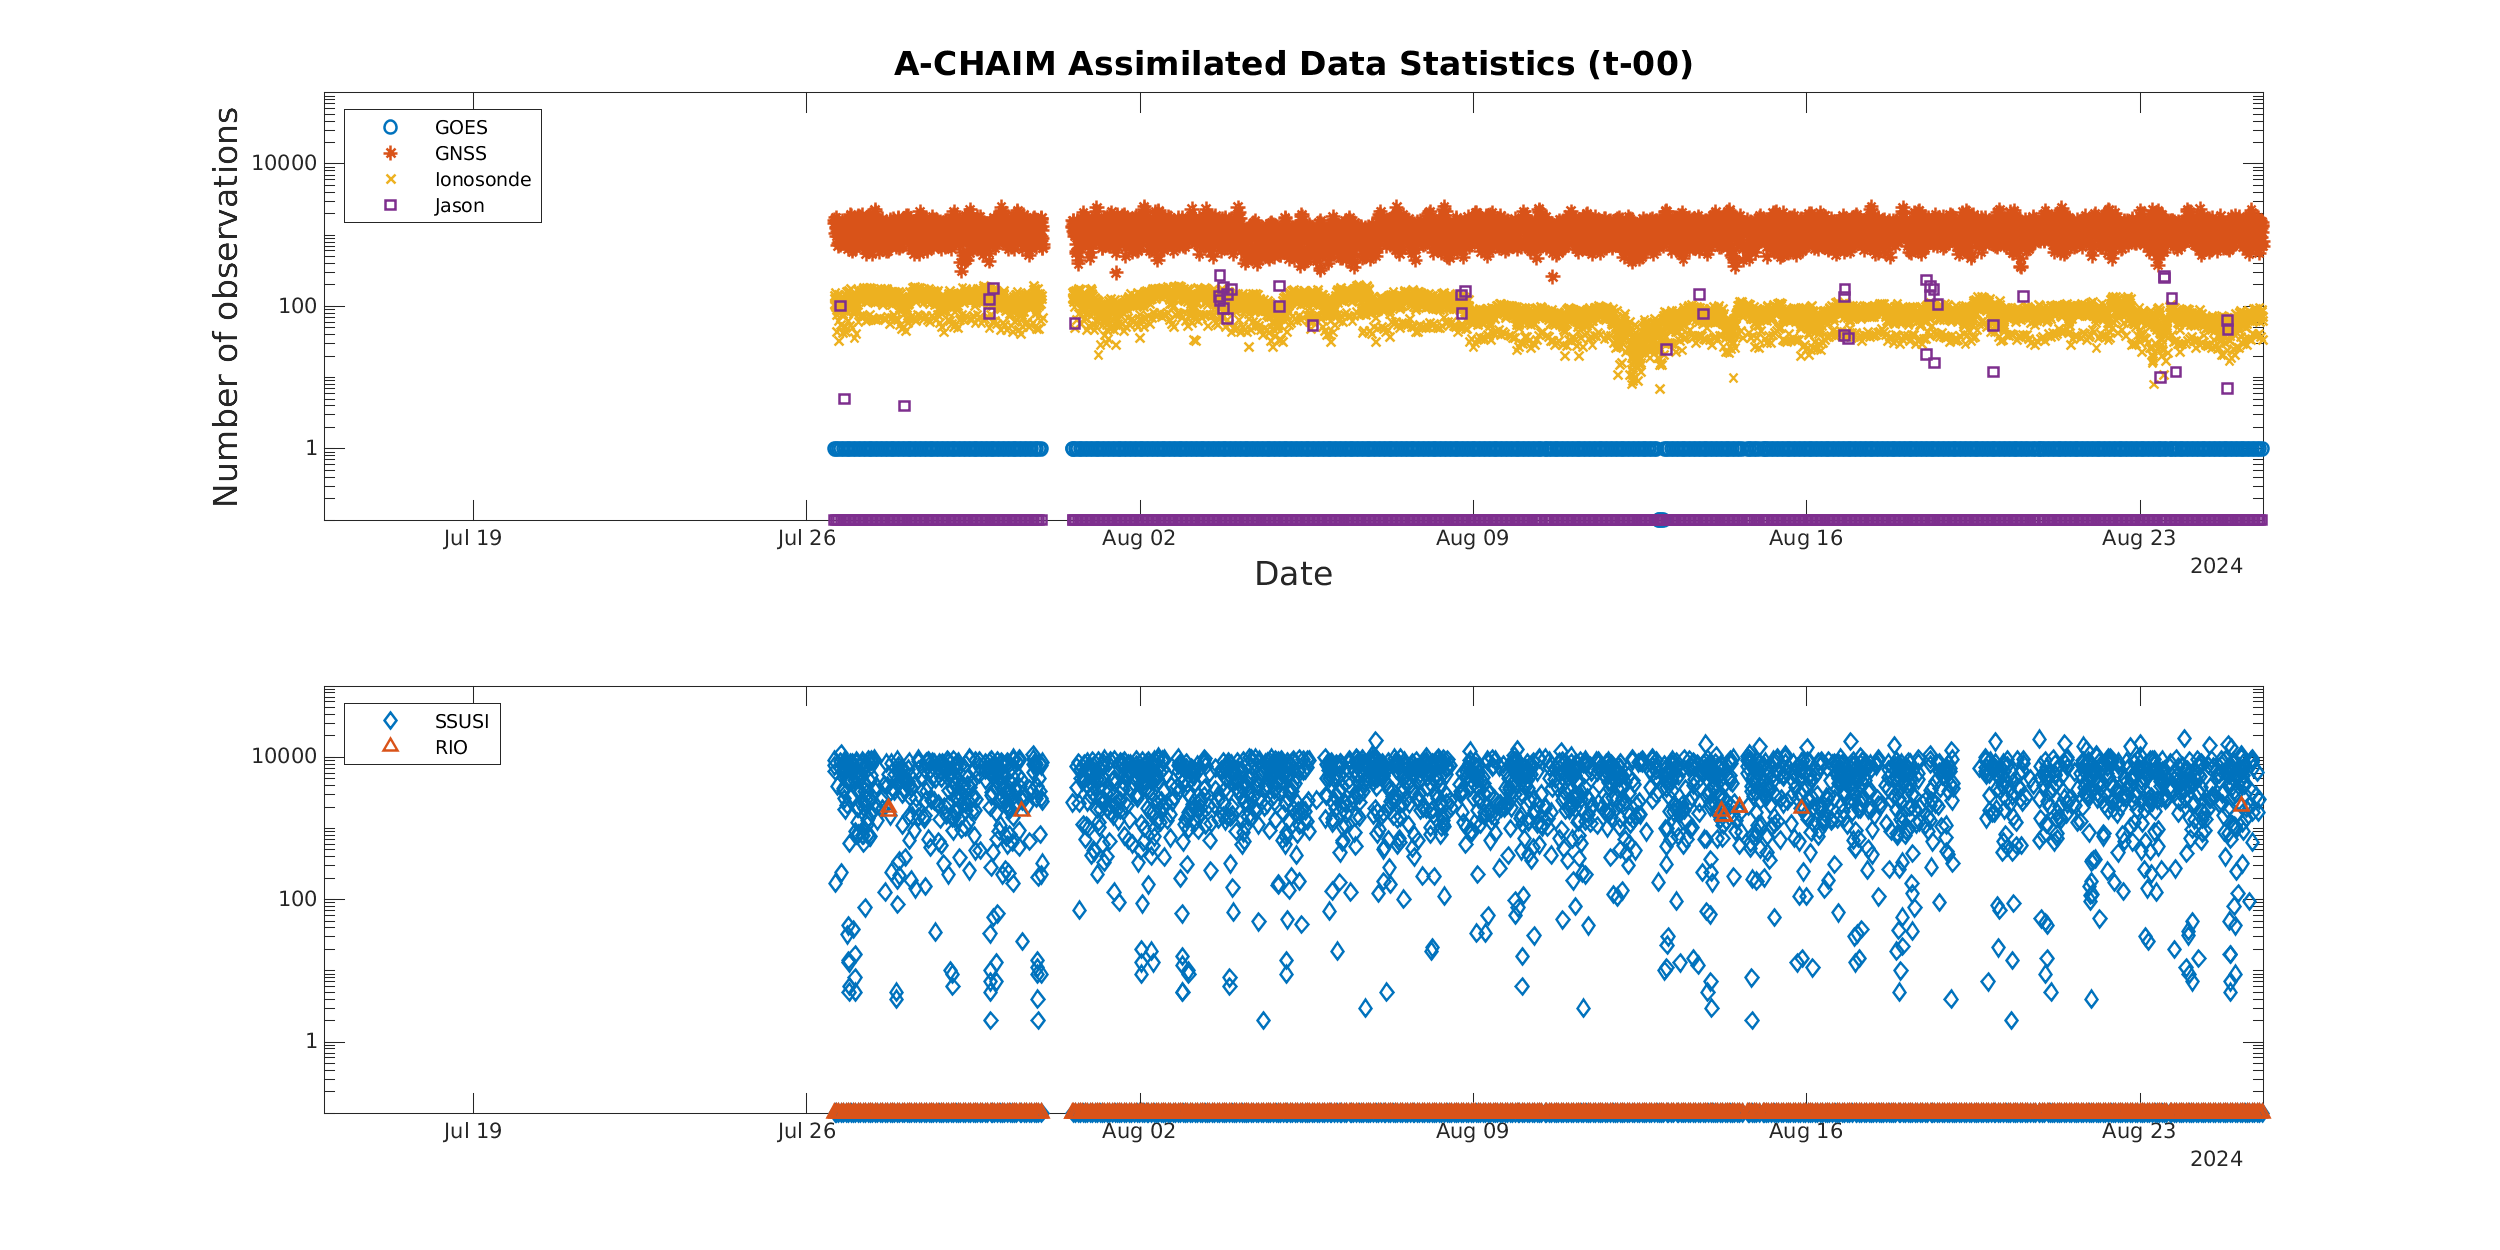 A-CHAIM Assimilated Data Statistics (t-00)
Number of observations
10000
100
1
GOES
GNSS
Ionosonde
Jason
Jul 19
Jul 26
Aug 02
Aug 09
Aug 16
Aug 23
2024
Date
10000
100
1
SSUSI
RIO
Jul 19
Jul 26
Aug 02
Aug 09
Aug 16
Aug 23
2024